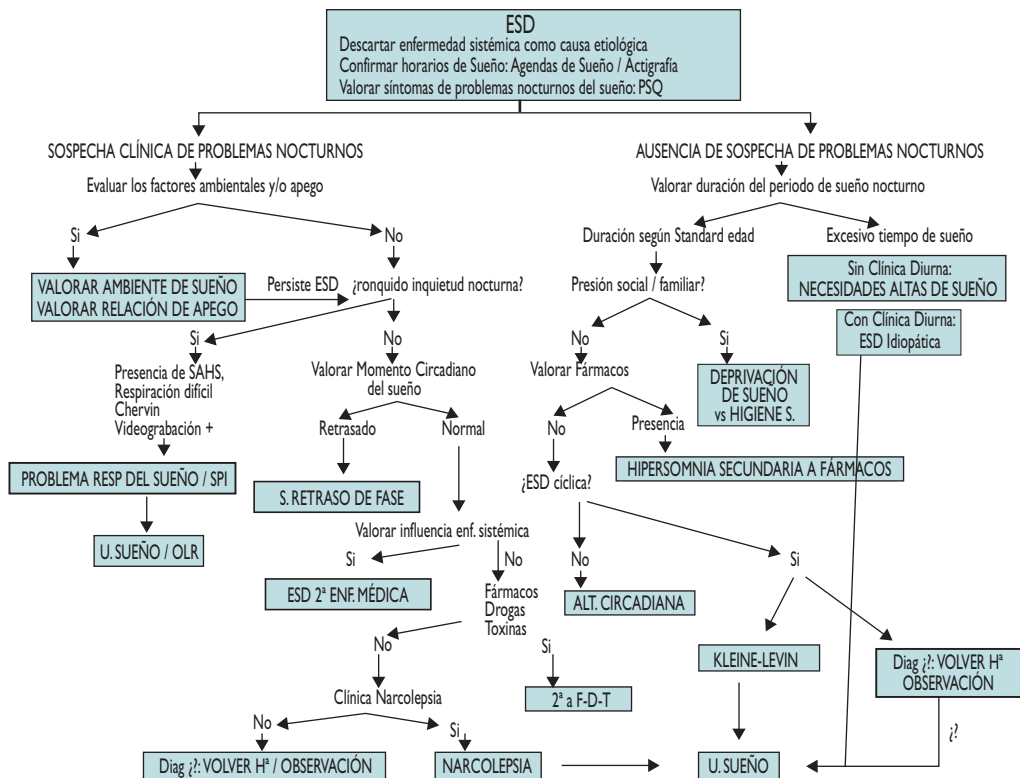 ESD
Descartar enfermedad sistémica como causa etiológica
Confirmar horarios de Sueño: Agendas de Sueño / Actigrafía
Valorar síntomas de problemas nocturnos del sueño: PSQ
SOSPECHA CLÍNICA DE PROBLEMAS NOCTURNOS
Evaluar los factores ambientales y/o apego
Si
No
VALORAR AMBIENTE DE SUEÑO
VALORAR RELACIÓN DE APEGO
Persiste ESD
¿ronquido inquietud nocturna?
Si
No
Presencia de SAHS,
Respiración difícil
Chervin
Videograbación +
PROBLEMA RESP DEL SUEÑO / SPI
U. SUEÑO / OLR
Valorar Momento Circadiano
del sueño
Retrasado
Normal
S. RETRASO DE FASE
Valorar influencia enf. sistémica
Si
No
ESD 2ª ENF. MÉDICA
Fármacos
Drogas
Toxinas
No
Si
2ª a F-D-T
Clínica Narcolepsia
No
Si
Diag ¿?: VOLVER Hª / OBSERVACIÓN
NARCOLEPSIA
AUSENCIA DE SOSPECHA DE PROBLEMAS NOCTURNOS
Valorar duración del periodo de sueño nocturno
Duración según Standard edad
Excesivo tiempo de sueño
Sin Clínica Diurna:
NECESIDADES ALTAS DE SUEÑO
Con Clínica Diurna:
ESD Idiopática
Presión social / familiar?
No
Si
DEPRIVACIÓN
DE SUEÑO
vs HIGIENE S.
Valorar Fármacos
No
Presencia
HIPERSOMNIA SECUNDARIA A FÁRMACOS
¿ESD cíclica?
No
Si
ALT. CIRCADIANA
KLEINE-LEVIN
Diag ¿?: VOLVER Hª
OBSERVACIÓN
¿?
U. SUEÑO